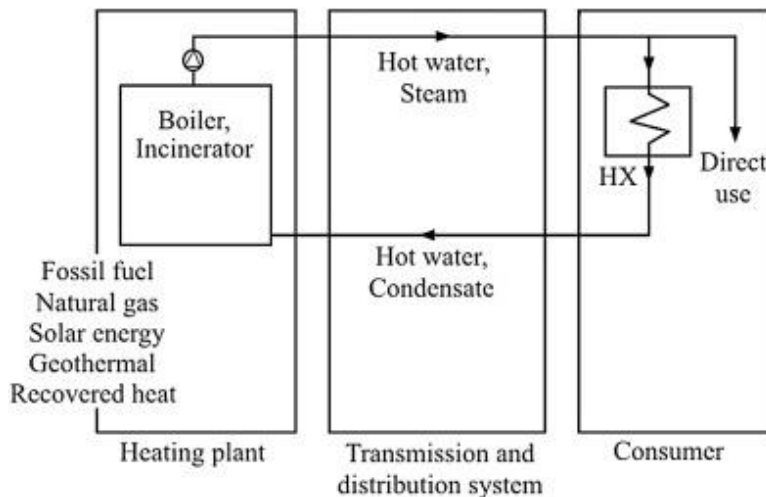 Hot water,
Steam
Boiler,
Incinerator
HX
Direct
use
Hot water,
Condensate
Fossil fuel
Natural gas
Solar energy
Geothermal
Recovered heat
Heating plant
Transmission and
distribution system
Consumer